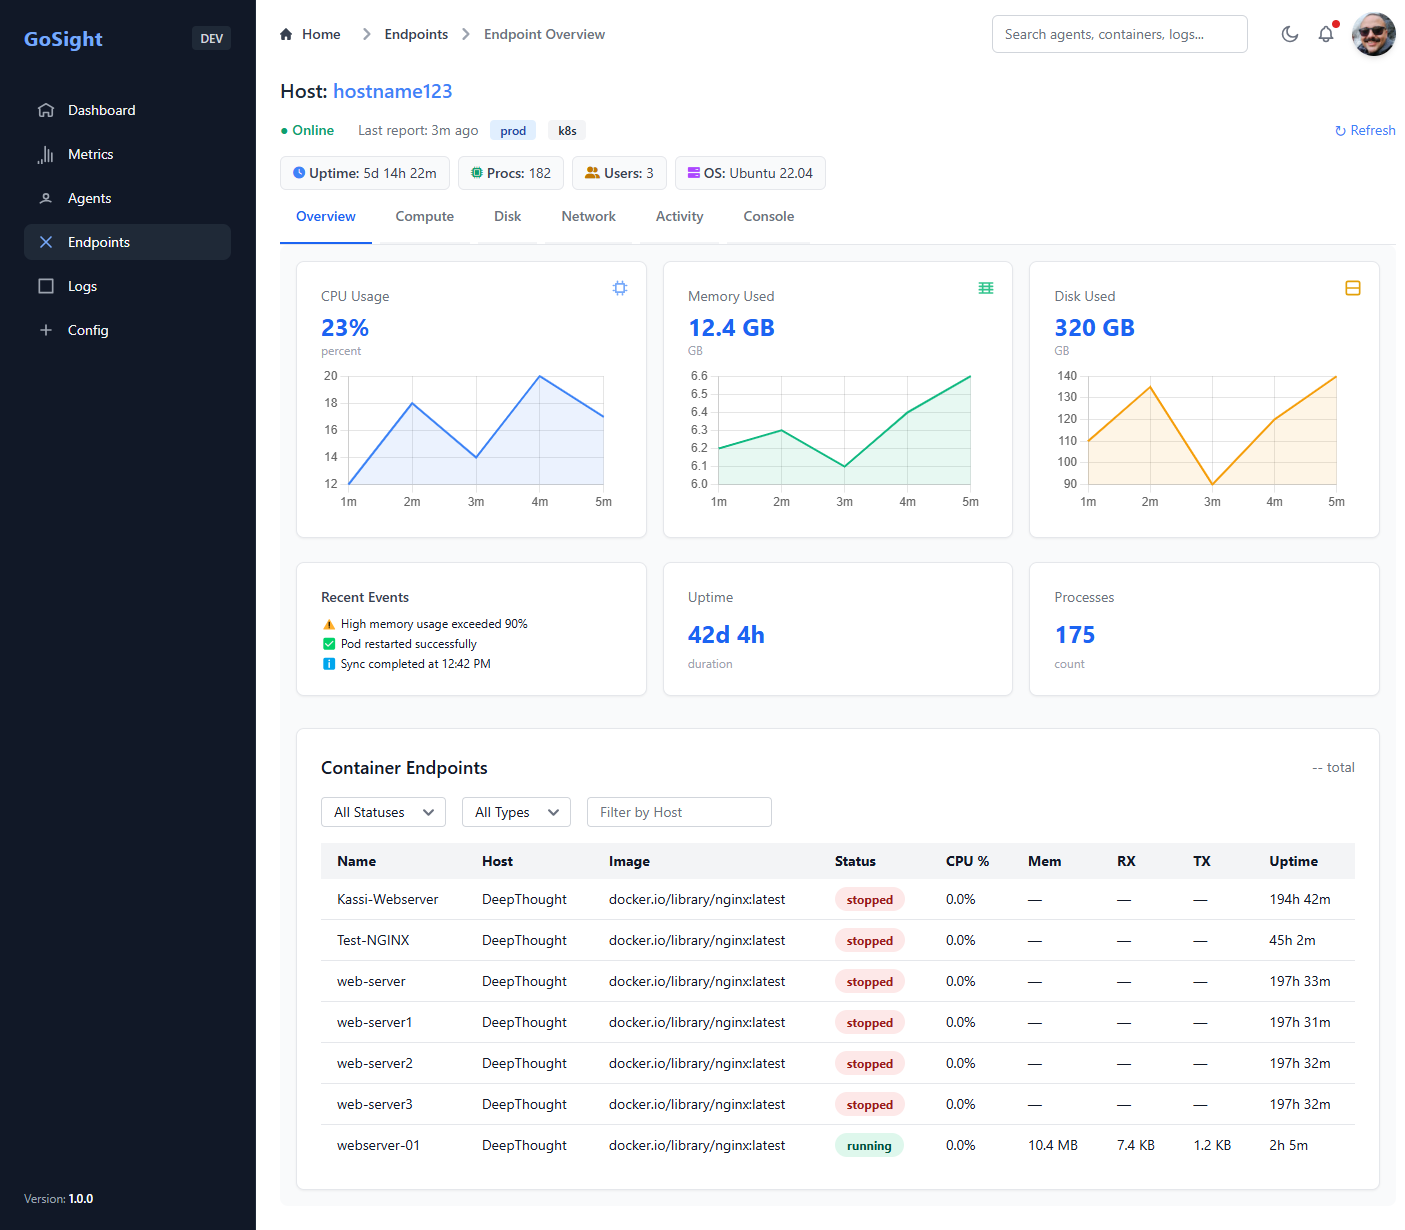 GoSight DEV
Dashboard
Metrics
Agents
Endpoints
Logs
Config
Version: 1.0.0
Home Endpoints Endpoint Overview
Search agents, containers, logs...
Host: hostname123
Online Last report: 3m ago prod k8s
↻ Refresh
Uptime: 5d 14h 22m Procs: 182 Users: 3 OS: Ubuntu 22.04
Overview Compute Disk Network Activity Console
CPU Usage
23%
percent
20
18
16
14
12
1m 2m 3m 4m 5m
Memory Used
12.4 GB
GB
6.6
6.5
6.4
6.3
6.2
6.1
6.0
1m 2m 3m 4m 5m
Disk Used
320 GB
GB
140
130
120
110
100
90
1m 2m 3m 4m 5m
Recent Events
High memory usage exceeded 90%
Pod restarted successfully
Sync completed at 12:42 PM
Uptime
42d 4h
duration
Processes
175
count
Container Endpoints
-- total
All Statuses All Types Filter by Host
Name Host Image Status CPU % Mem RX TX Uptime
Kassi-Webserver DeepThought docker.io/library/nginx:latest stopped 0.0% — — — 194h 42m
Test-NGINX DeepThought docker.io/library/nginx:latest stopped 0.0% — — — 45h 2m
web-server DeepThought docker.io/library/nginx:latest stopped 0.0% — — — 197h 33m
web-server1 DeepThought docker.io/library/nginx:latest stopped 0.0% — — — 197h 31m
web-server2 DeepThought docker.io/library/nginx:latest stopped 0.0% — — — 197h 32m
web-server3 DeepThought docker.io/library/nginx:latest stopped 0.0% — — — 197h 32m
webserver-01 DeepThought docker.io/library/nginx:latest running 0.0% 10.4 MB 7.4 KB 1.2 KB 2h 5m